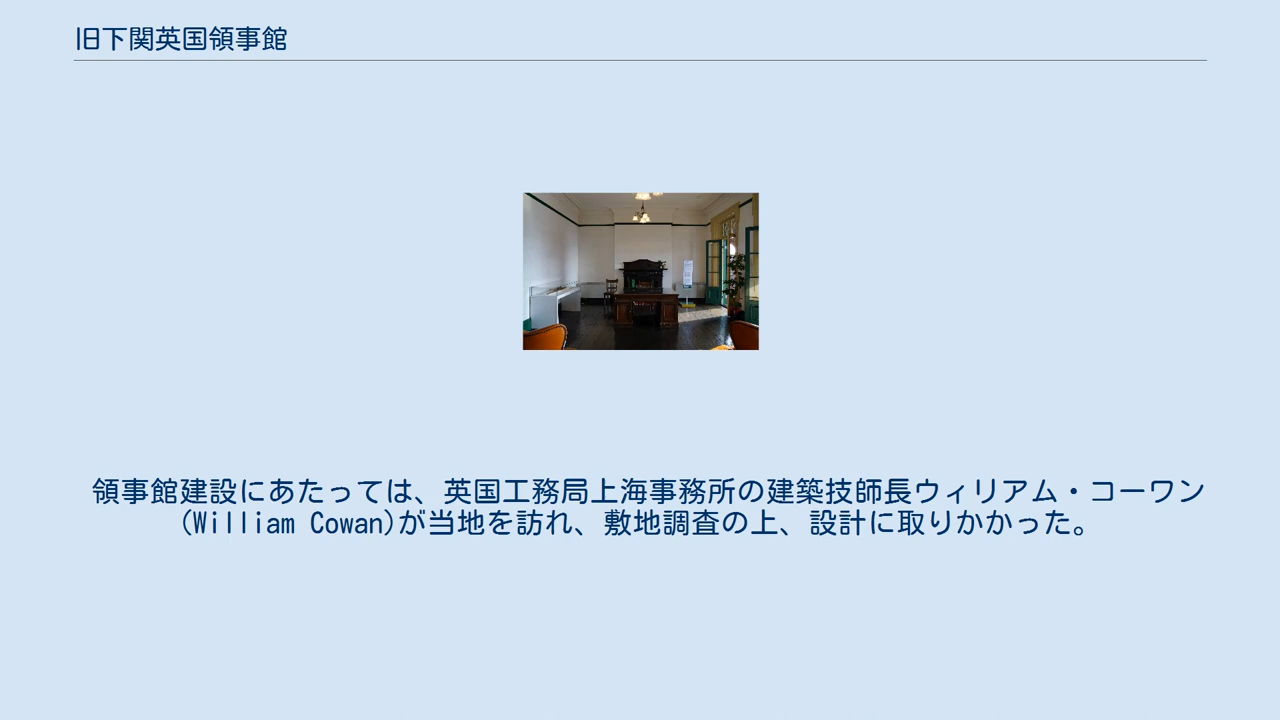 旧下関英国領事館
領事館建設にあたっては、英国工務局上海事務所の建築技師長ウィリアム・コーワン
(William Cowan)が当地を訪れ、敷地調査の上、設計に取りかかった。